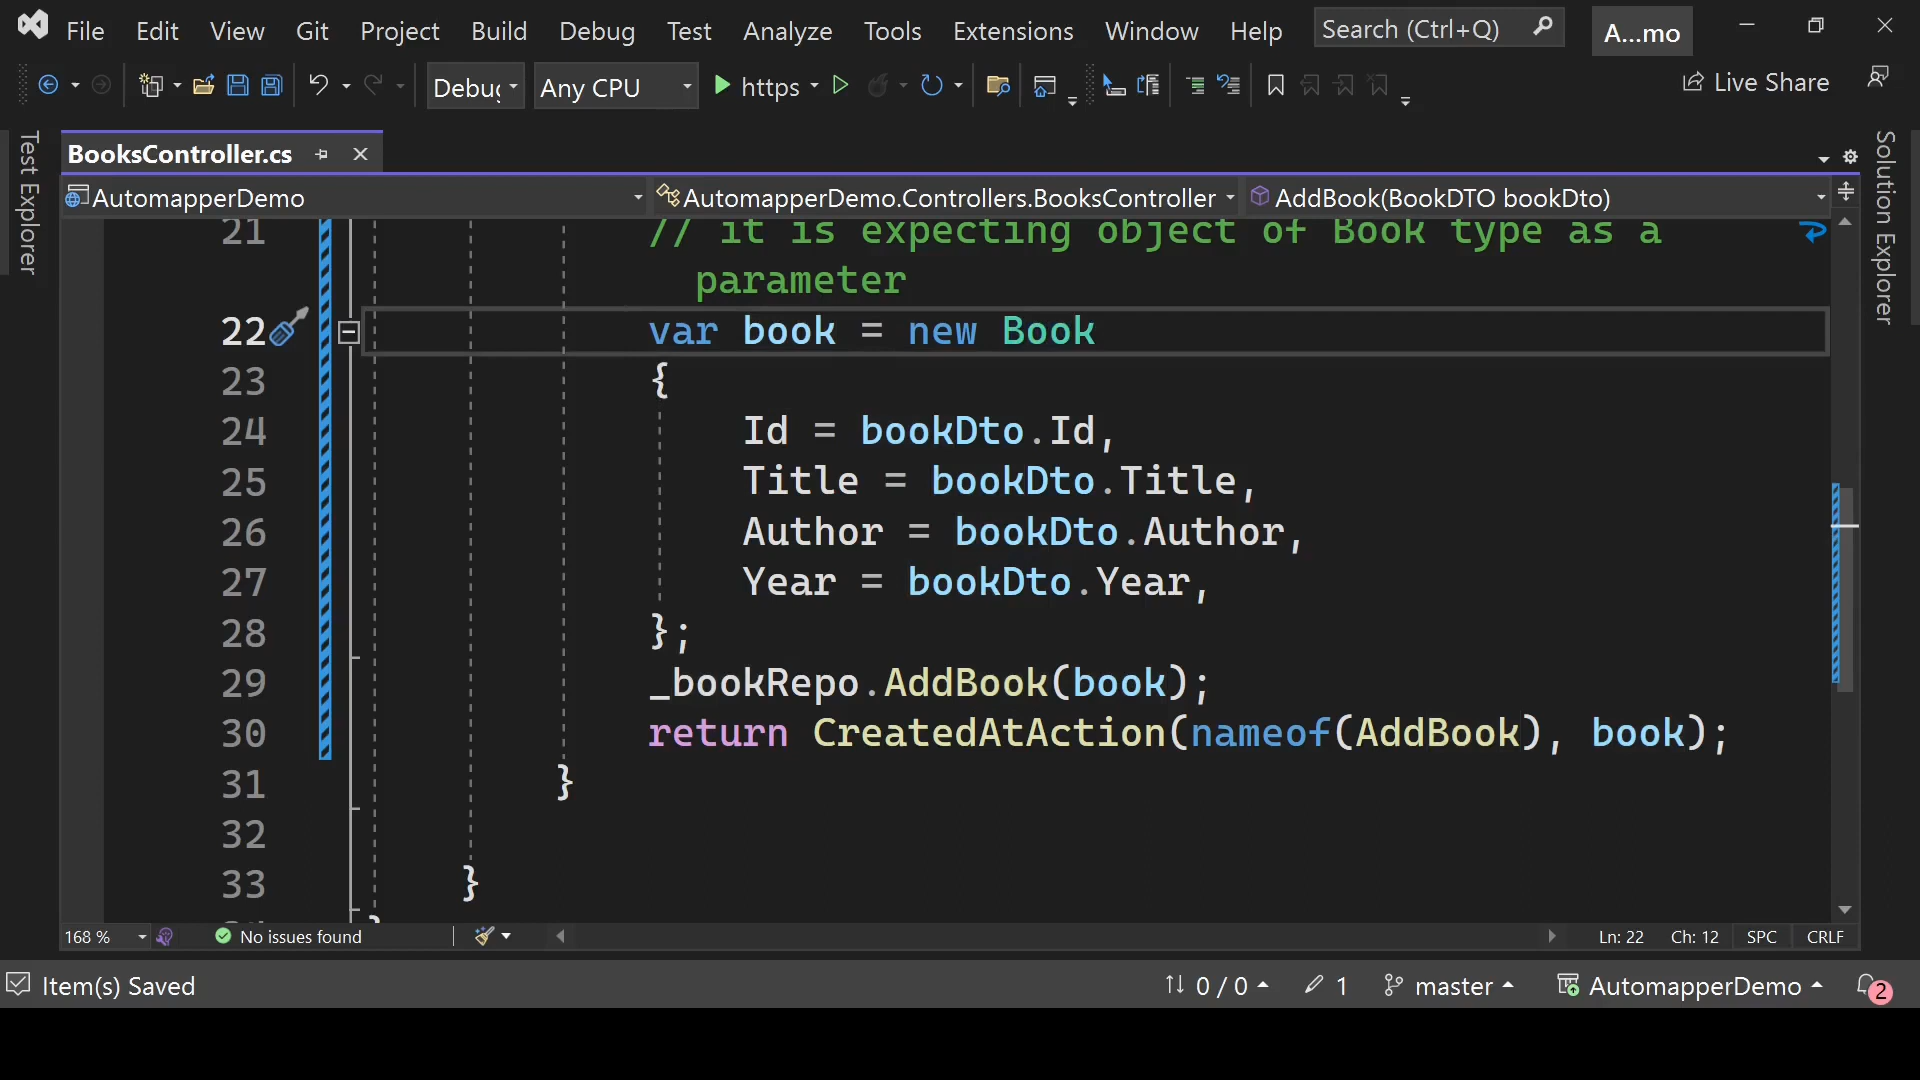 File Edit View Git Project Build Debug Test Analyze Tools Extensions Window Help Search (Ctrl+Q) A...mo
Debug Any CPU https Live Share
Test Explorer
BooksController.cs
Solution Explorer
AutomapperDemo AutomapperDemo.Controllers.BooksController AddBook(BookDTO bookDto)
21 // it is expecting object of Book type as a
parameter
22 var book = new Book
23 {
24 Id = bookDto.Id,
25 Title = bookDto.Title,
26 Author = bookDto.Author,
27 Year = bookDto.Year,
28 };
29 _bookRepo.AddBook(book);
30 return CreatedAtAction(nameof(AddBook), book);
31 }
32
33 }
168 % No issues found Ln: 22 Ch: 12 SPC CRLF
Item(s) Saved 0 / 0 1 master AutomapperDemo 2